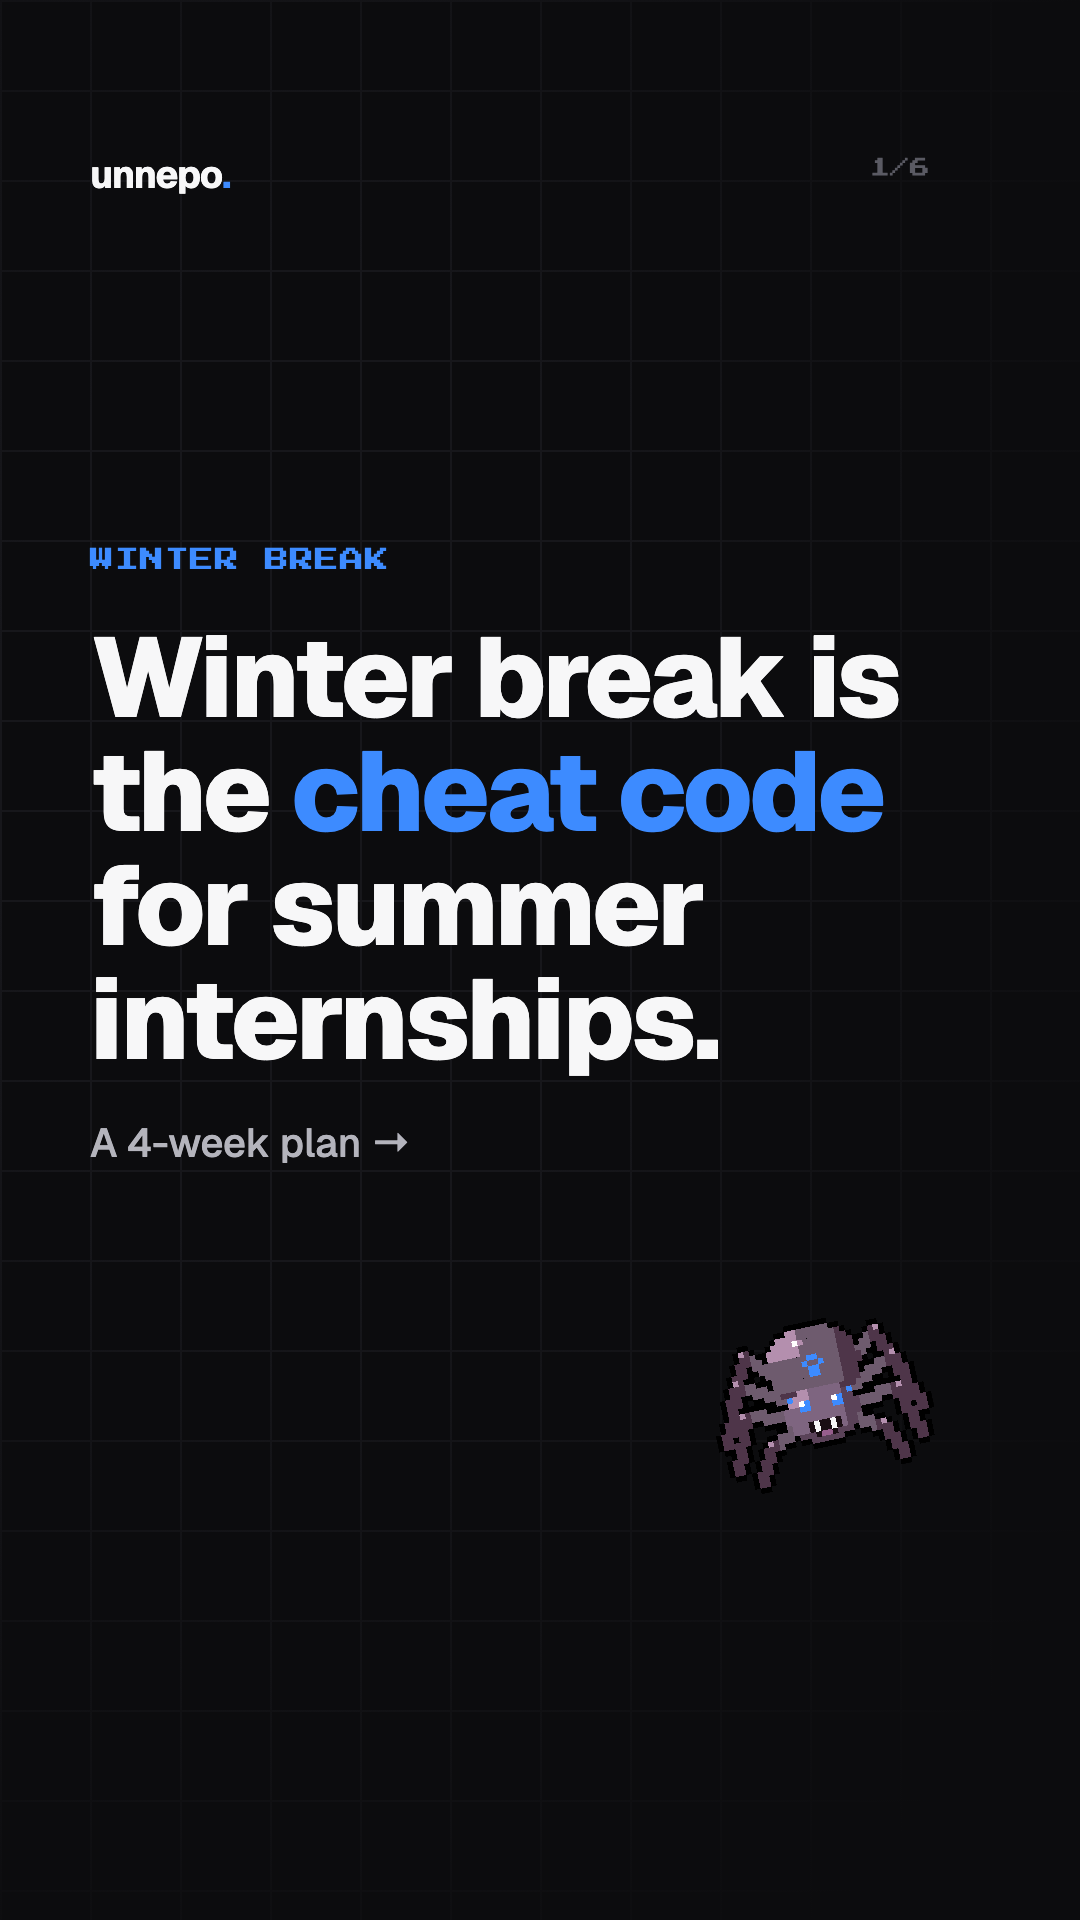 unnepo.
1/6
WINTER BREAK
Winter break is
the cheat code
for summer
internships.
A 4-week plan →